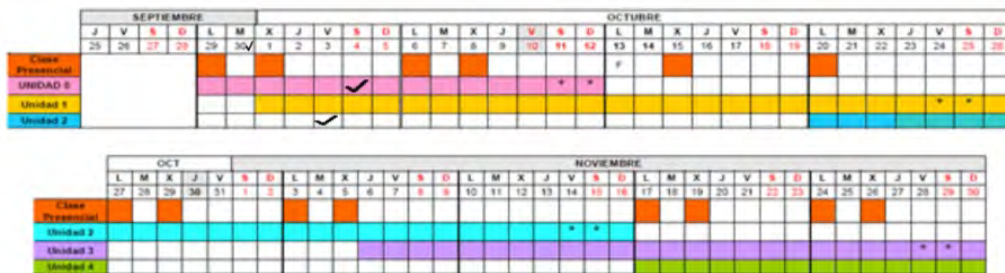 SEPTIEMBRE OCTUBRE
J V S D L M X J V S D L M X J V S D L M X J V S D L M X J V S D
25 26 27 28 29 30 1 2 3 4 5 6 7 8 9 10 11 12 13 14 15 16 17 18 19 20 21 22 23 24 25 26
Clase Presencial F
UNIDAD 0 * *
Unidad 1 * *
Unidad 2
OCT NOVIEMBRE
L M X J V S D L M X J V S D L M X J V S D L M X J V S D L M X J V S D
27 28 29 30 31 1 2 3 4 5 6 7 8 9 10 11 12 13 14 15 16 17 18 19 20 21 22 23 24 25 26 27 28 29 30
Clase Presencial
Unidad 2 * *
Unidad 3 * *
Unidad 4